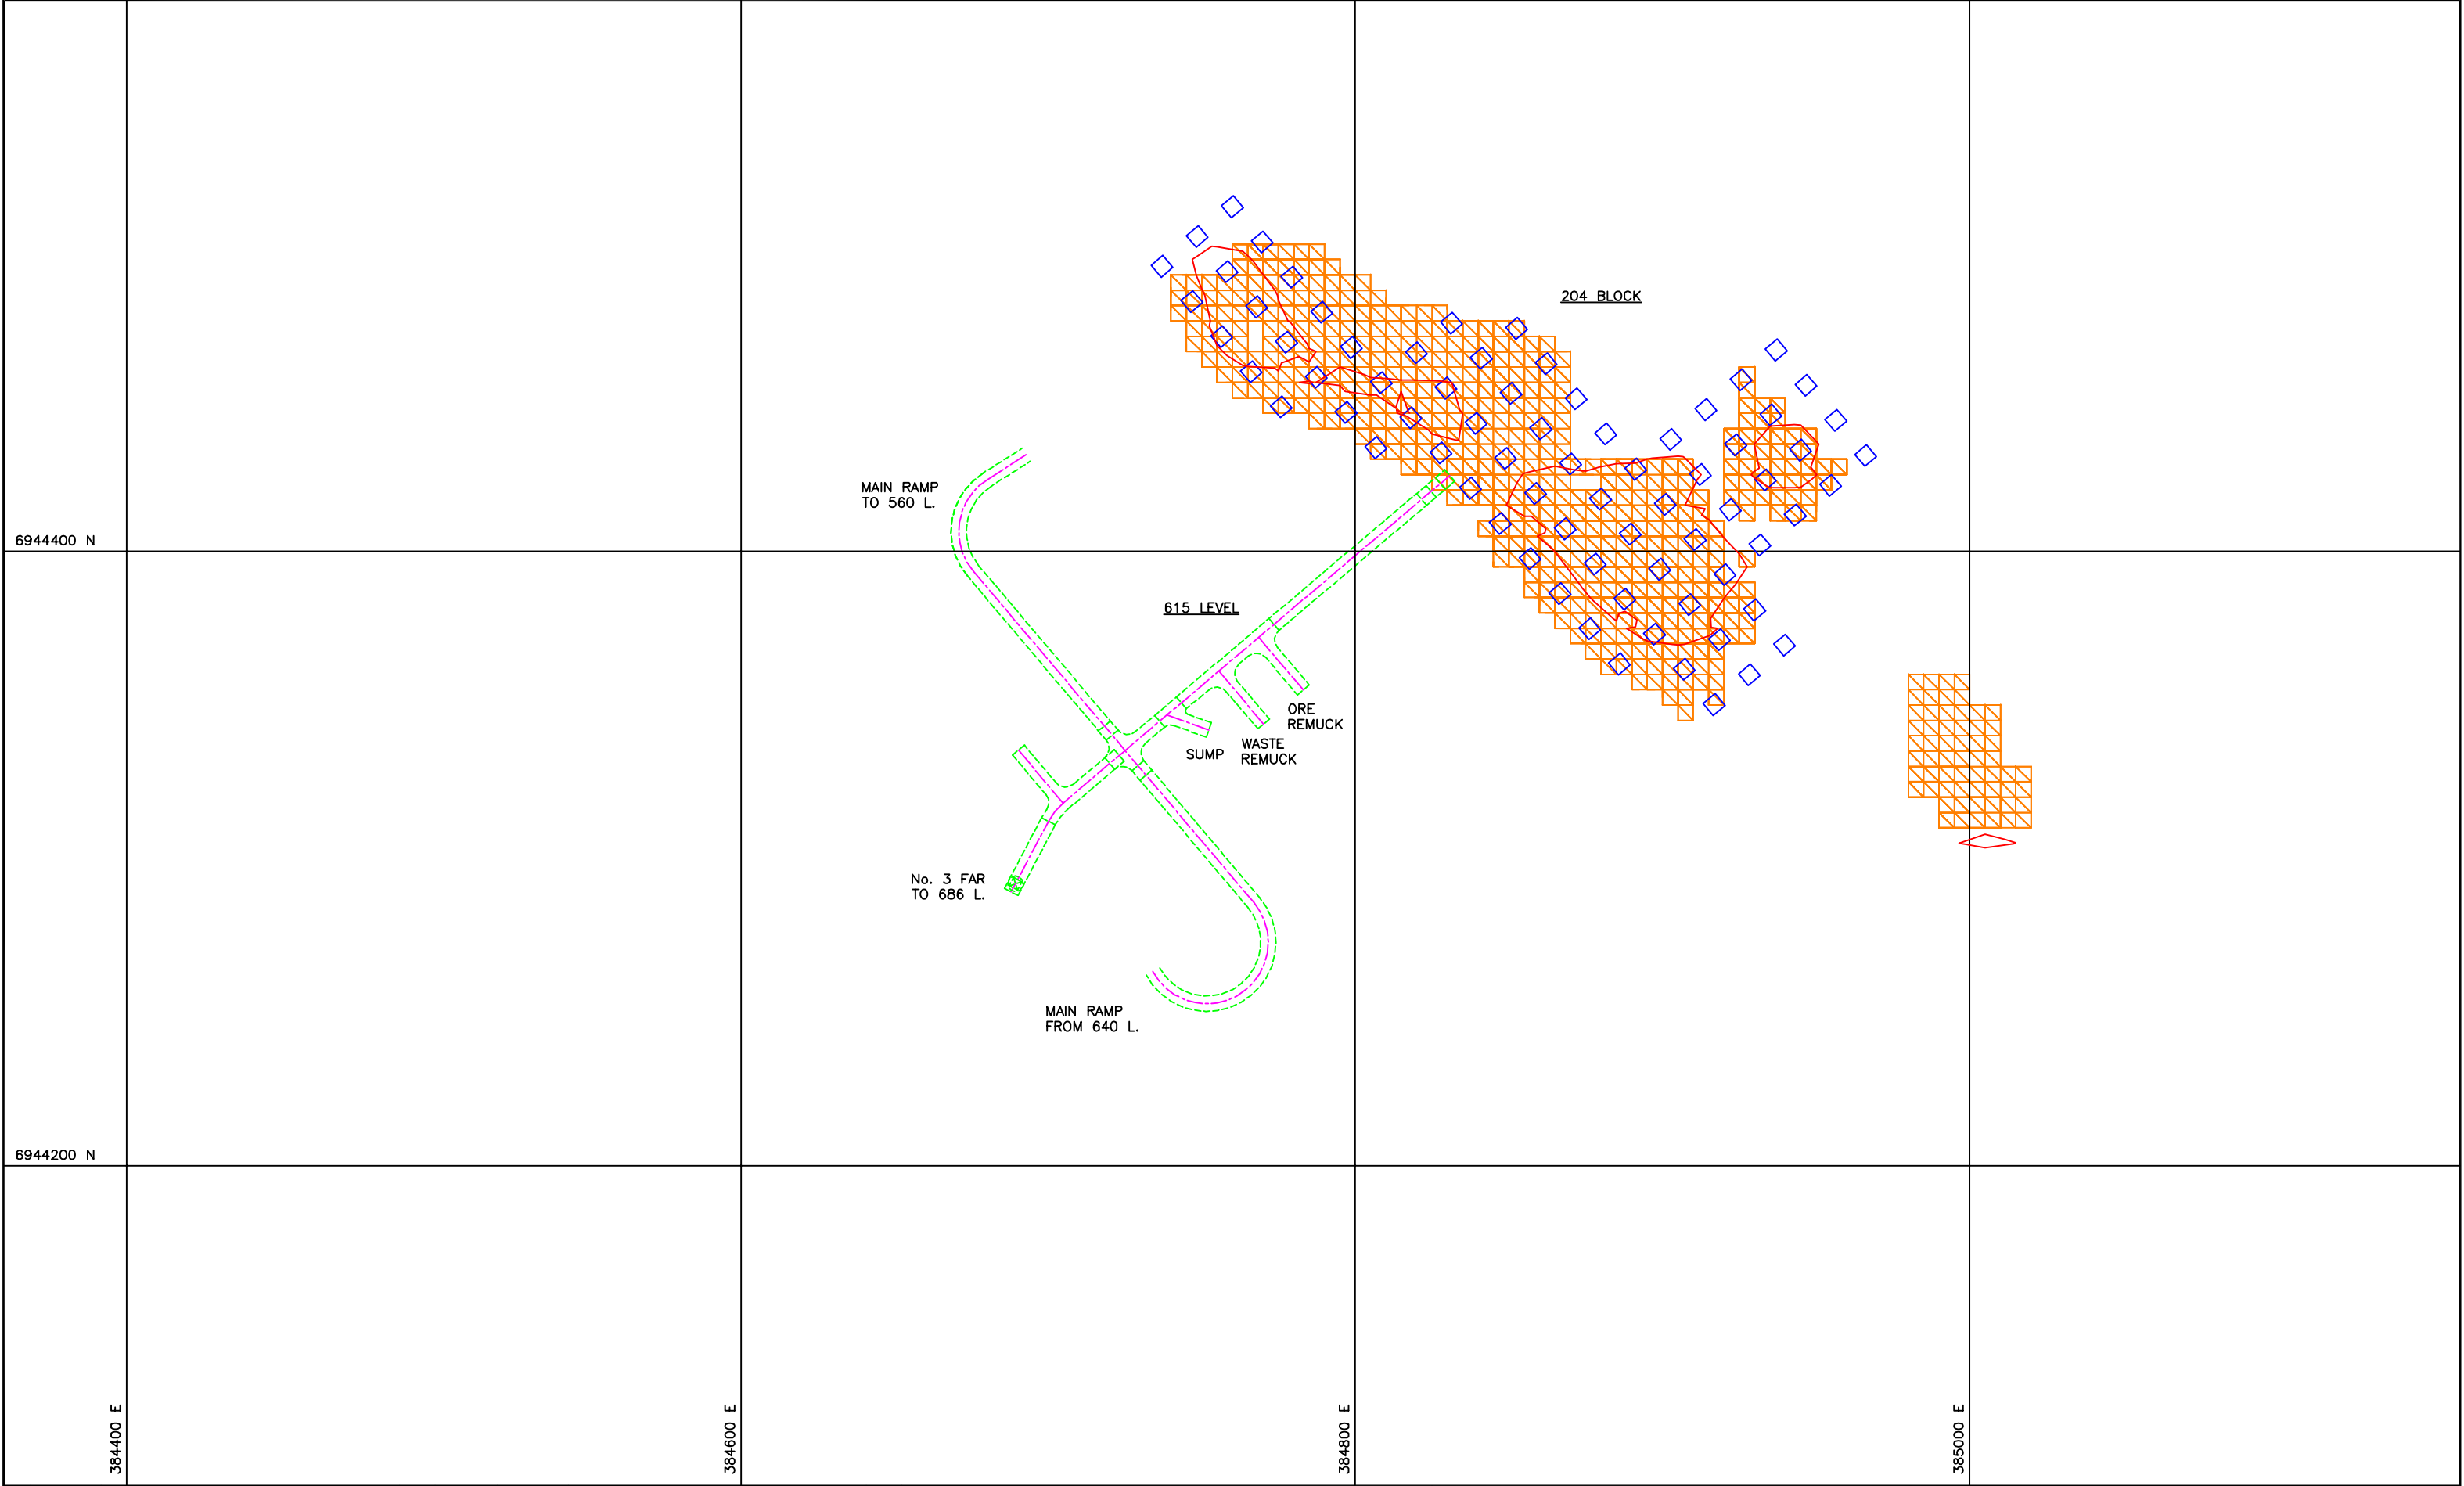 204 BLOCK
MAIN RAMP
TO 560 L.
6944400 N
615 LEVEL
ORE
REMUCK
WASTE
REMUCK
SUMP
No. 3 FAR
TO 686 L.
MAIN RAMP
FROM 640 L.
6944200 N
384400 E
384600 E
384800 E
385000 E